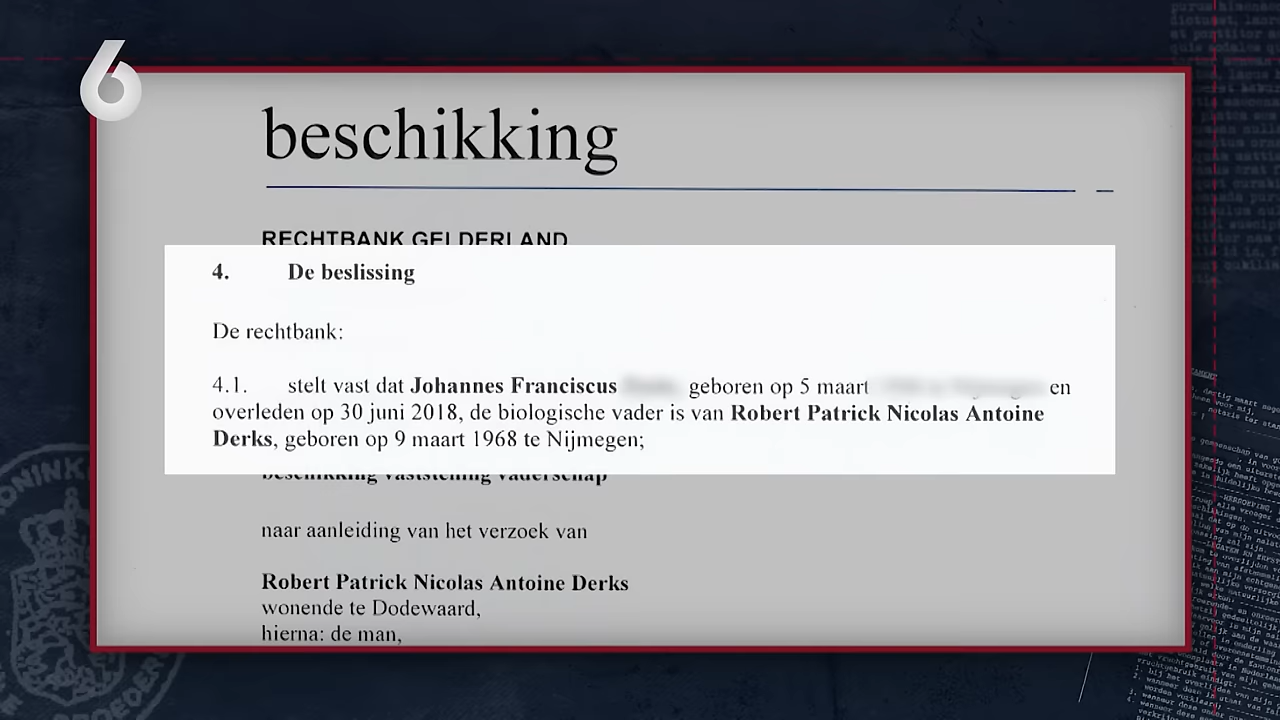 6
beschikking
RECHTBANK GELDERLAND
4. De beslissing
De rechtbank:
4.1. stelt vast dat Johannes Franciscus geboren op 5 maart en
overleden op 30 juni 2018, de biologische vader is van Robert Patrick Nicolas Antoine
Derks, geboren op 9 maart 1968 te Nijmegen;
beschikking vaststelling vaderschap
naar aanleiding van het verzoek van
Robert Patrick Nicolas Antoine Derks
wonende te Dodewaard,
hierna: de man,